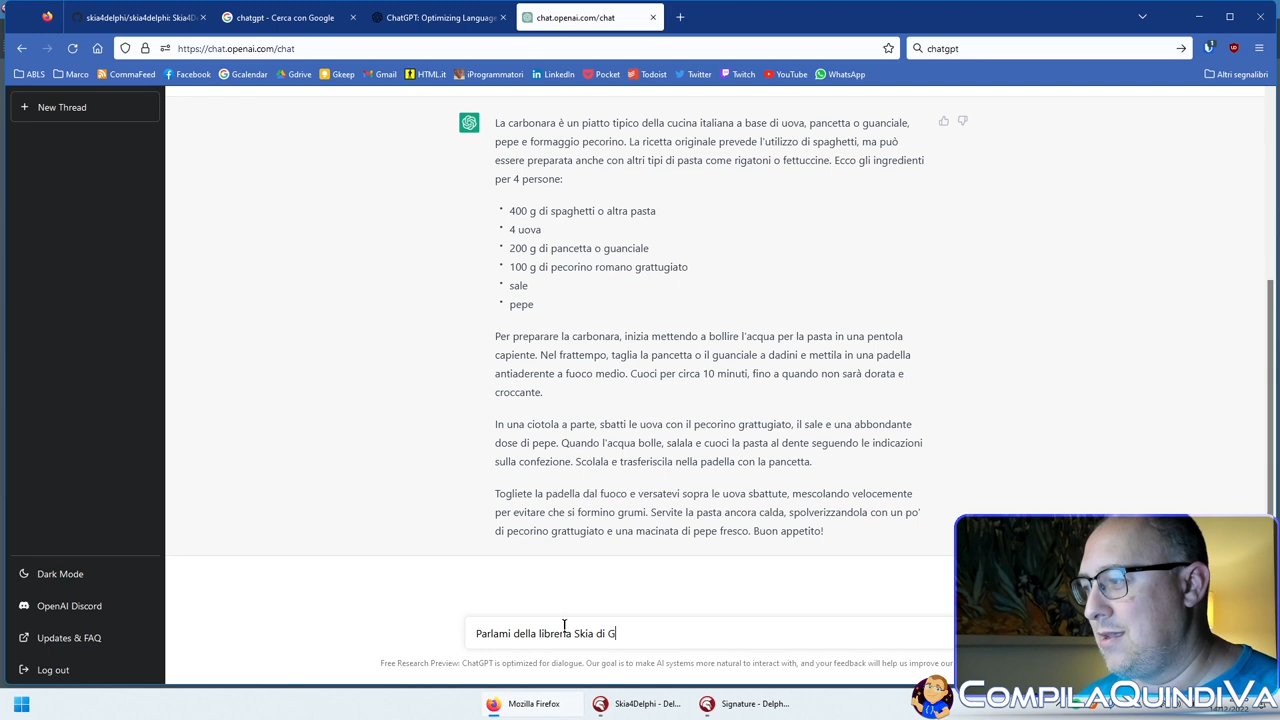 skia4delphi/skia4delphi: Skia4D
chatgpt - Cerca con Google
ChatGPT: Optimizing Language
chat.openai.com/chat
https://chat.openai.com/chat
chatgpt
ABLS
Marco
CommaFeed
Facebook
Gcalendar
Gdrive
Gkeep
Gmail
HTML.it
iProgrammatori
LinkedIn
Pocket
Todoist
Twitter
Twitch
YouTube
WhatsApp
Altri segnalibri
New Thread
La carbonara è un piatto tipico della cucina italiana a base di uova, pancetta o guanciale,
pepe e formaggio pecorino. La ricetta originale prevede l'utilizzo di spaghetti, ma può
essere preparata anche con altri tipi di pasta come rigatoni o fettuccine. Ecco gli ingredienti
per 4 persone:
• 400 g di spaghetti o altra pasta
• 4 uova
• 200 g di pancetta o guanciale
• 100 g di pecorino romano grattugiato
• sale
• pepe
Per preparare la carbonara, inizia mettendo a bollire l'acqua per la pasta in una pentola
capiente. Nel frattempo, taglia la pancetta o il guanciale a dadini e mettila in una padella
antiaderente a fuoco medio. Cuoci per circa 10 minuti, fino a quando non sarà dorata e
croccante.
In una ciotola a parte, sbatti le uova con il pecorino grattugiato, il sale e una abbondante
dose di pepe. Quando l'acqua bolle, salala e cuoci la pasta al dente seguendo le indicazioni
sulla confezione. Scolala e trasferiscila nella padella con la pancetta.
Togliete la padella dal fuoco e versatevi sopra le uova sbattute, mescolando velocemente
per evitare che si formino grumi. Servite la pasta ancora calda, spolverizzandola con un po'
di pecorino grattugiato e una macinata di pepe fresco. Buon appetito!
Dark Mode
OpenAI Discord
Updates & FAQ
Log out
Parlami della libreria Skia di G
Free Research Preview: ChatGPT is optimized for dialogue. Our goal is to make AI systems more natural to interact with, and your feedback will help us improve our
Mozilla Firefox
Skia4Delphi - Del...
Signature - Delph...
COMPILAQUINDIVA